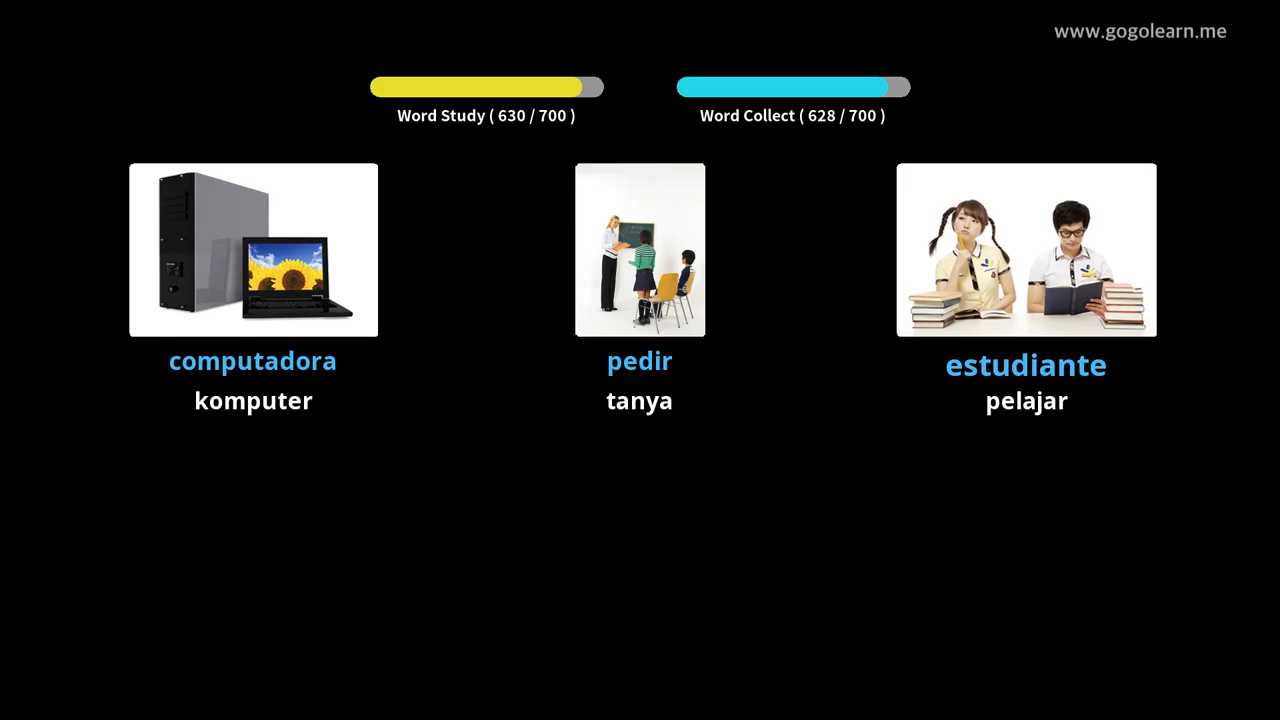 www.gogolearn.me
Word Study ( 630 / 700 )
Word Collect ( 628 / 700 )
computadora
komputer
pedir
tanya
estudiante
pelajar